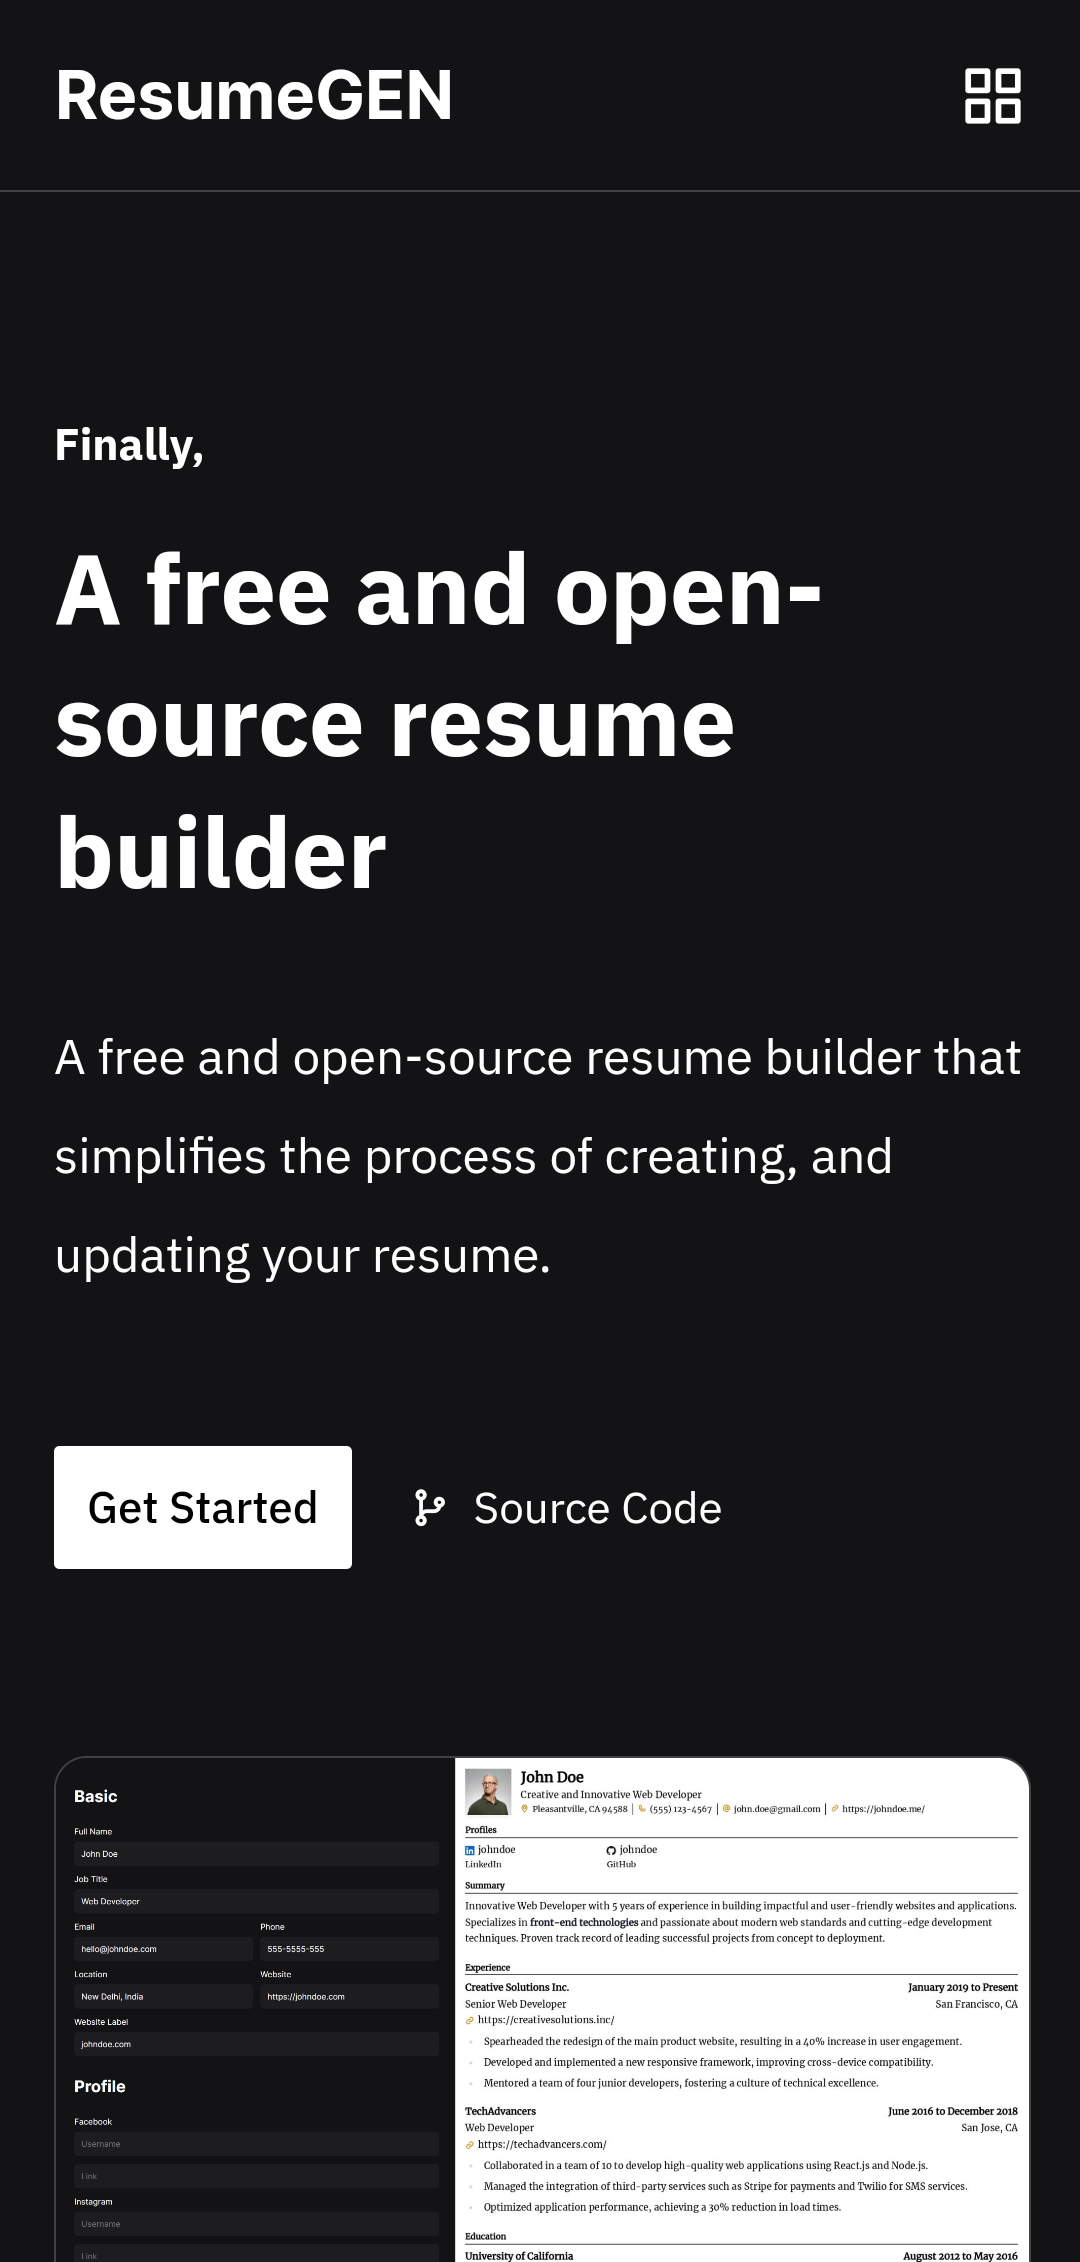 ResumeGEN
Finally,
A free and open-
source resume
builder
A free and open-source resume builder that
simplifies the process of creating, and
updating your resume.
Get Started
Source Code
Basic
Full Name
John Doe
Job Title
Web Developer
Email
Phone
hello@johndoe.com
555-5555-555
Location
Website
New Delhi, India
https://johndoe.com
Website Label
johndoe.com
Profile
Facebook
Username
Link
Instagram
Username
Link
John Doe
Creative and Innovative Web Developer
Pleasantville, CA 94588 | (555) 123-4567 | john.doe@gmail.com | https://johndoe.me/
Profiles
johndoe
johndoe
LinkedIn
GitHub
Summary
Innovative Web Developer with 5 years of experience in building impactful and user-friendly websites and applications.
Specializes in front-end technologies and passionate about modern web standards and cutting-edge development
techniques. Proven track record of leading successful projects from concept to deployment.
Experience
Creative Solutions Inc. January 2019 to Present
Senior Web Developer San Francisco, CA
https://creativesolutions.inc/
Spearheaded the redesign of the main product website, resulting in a 40% increase in user engagement.
Developed and implemented a new responsive framework, improving cross-device compatibility.
Mentored a team of four junior developers, fostering a culture of technical excellence.
TechAdvancers June 2016 to December 2018
Web Developer San Jose, CA
https://techadvancers.com/
Collaborated in a team of 10 to develop high-quality web applications using React.js and Node.js.
Managed the integration of third-party services such as Stripe for payments and Twilio for SMS services.
Optimized application performance, achieving a 30% reduction in load times.
Education
University of California August 2012 to May 2016